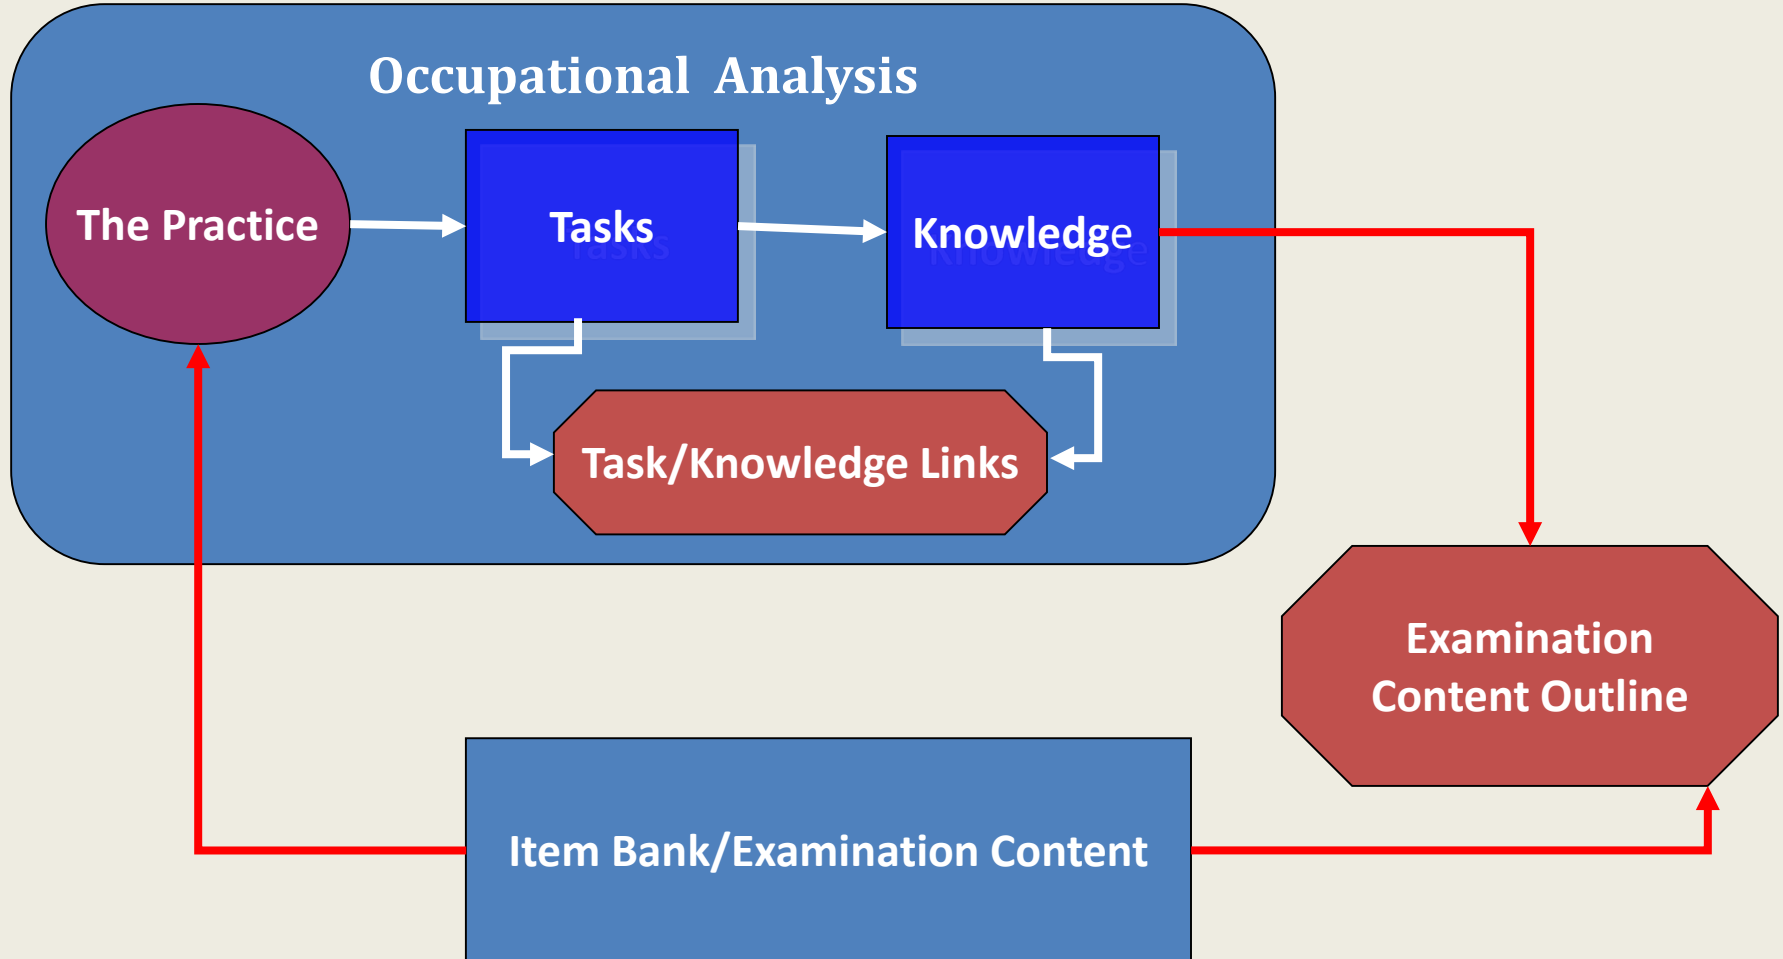 Occupational Analysis
The Practice
Tasks
Knowledge
Task/Knowledge Links
Examination
Content Outline
Item Bank/Examination Content